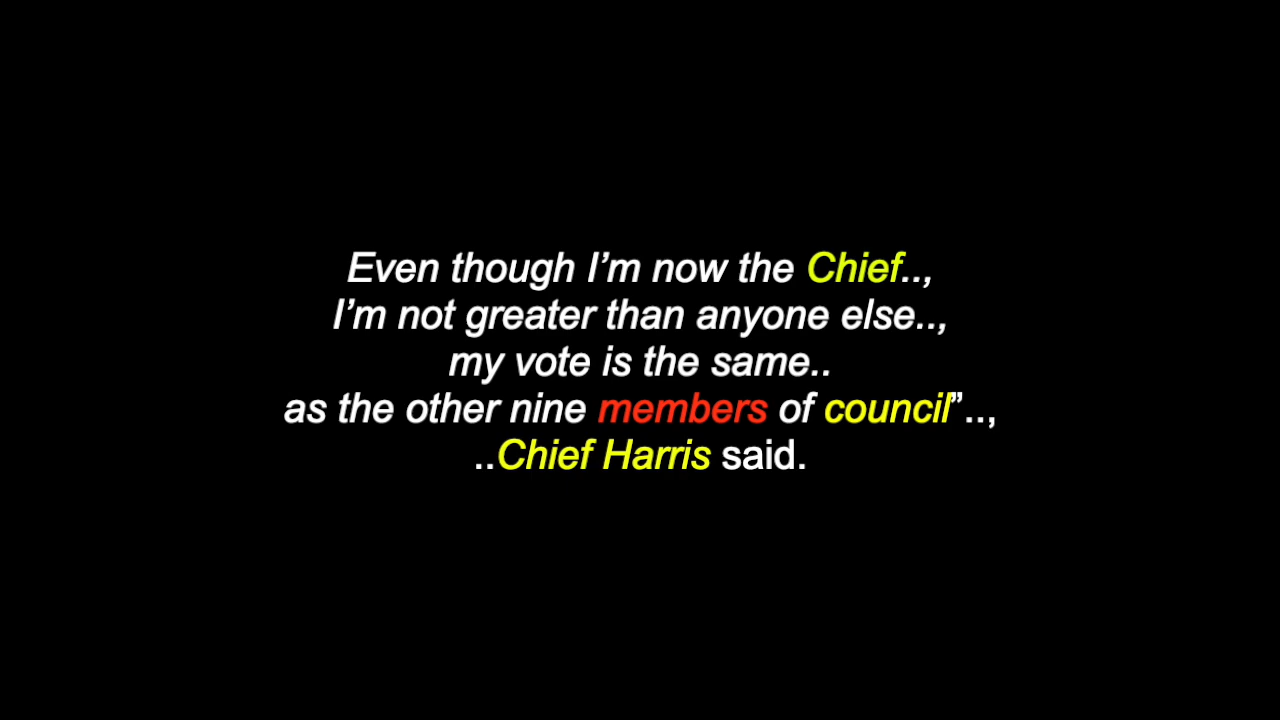 Even though I’m now the Chief..,
I’m not greater than anyone else..,
my vote is the same..
as the other nine members of council”..,
..Chief Harris said.